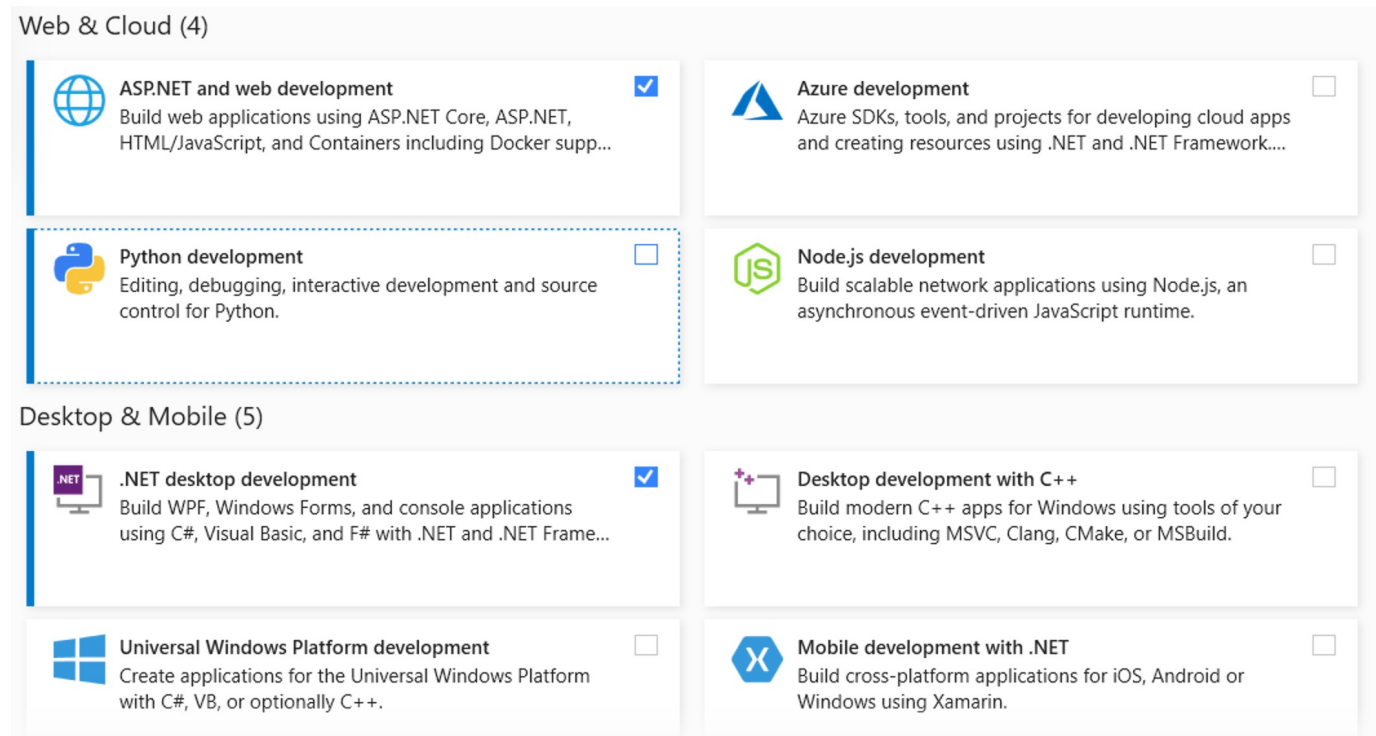 Web & Cloud (4)
ASP.NET and web development
Build web applications using ASP.NET Core, ASP.NET,
HTML/JavaScript, and Containers including Docker supp...
Azure development
Azure SDKs, tools, and projects for developing cloud apps
and creating resources using .NET and .NET Framework....
Python development
Editing, debugging, interactive development and source
control for Python.
JS
Node.js development
Build scalable network applications using Node.js, an
asynchronous event-driven JavaScript runtime.
Desktop & Mobile (5)
.NET
.NET desktop development
Build WPF, Windows Forms, and console applications
using C#, Visual Basic, and F# with .NET and .NET Frame...
Desktop development with C++
Build modern C++ apps for Windows using tools of your
choice, including MSVC, Clang, CMake, or MSBuild.
Universal Windows Platform development
Create applications for the Universal Windows Platform
with C#, VB, or optionally C++.
Mobile development with .NET
Build cross-platform applications for iOS, Android or
Windows using Xamarin.